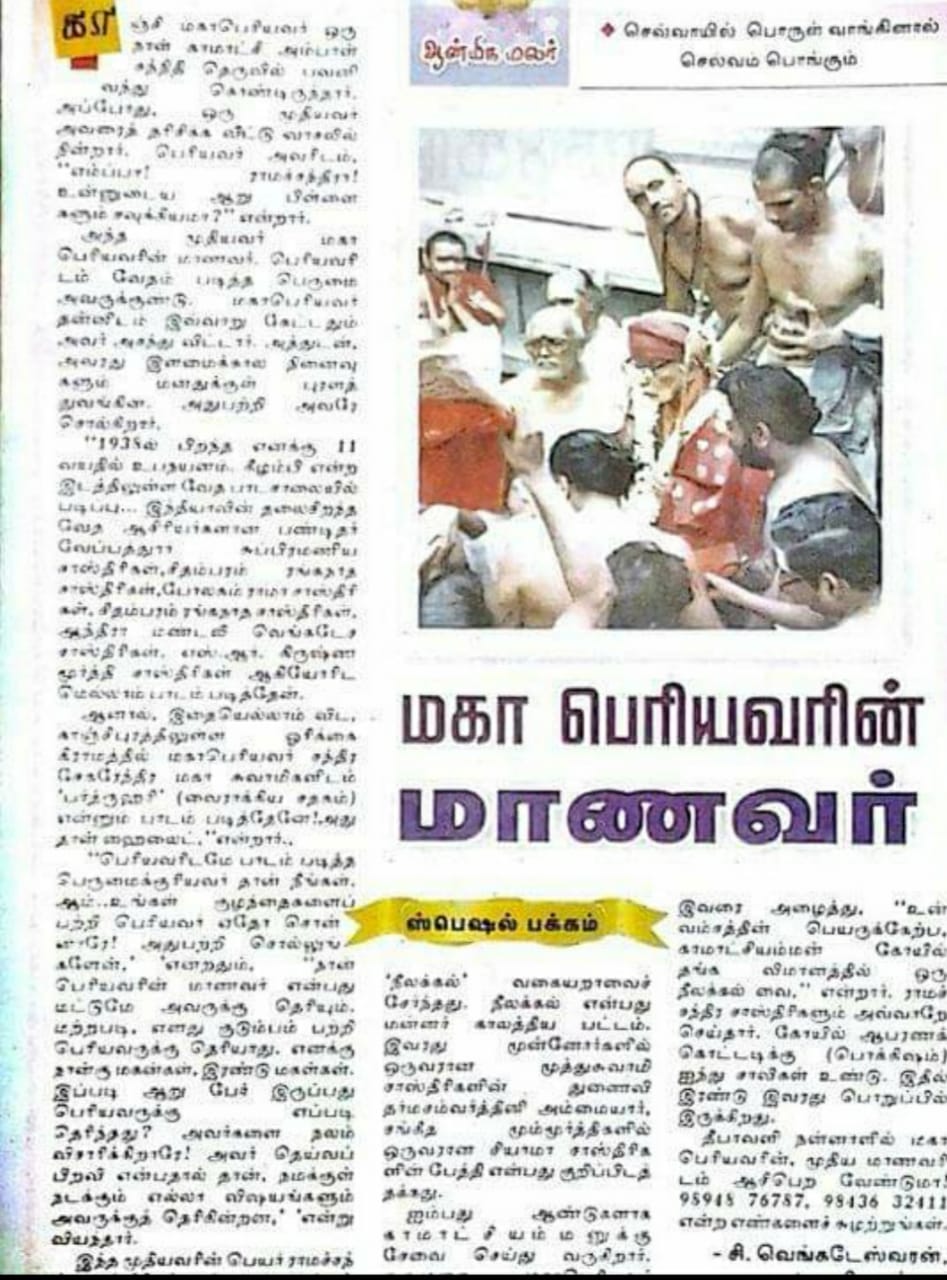 காஞ்சி மகாபெரியவர் ஒரு
நாள் காமாட்சி அம்பாள்
சந்நிதி தெருவில் பவனி
வந்து கொண்டிருந்தார்.
அப்போது, ஒரு முதியவர்
அவரைத் தரிசிக்க வீட்டு வாசலில்
நின்றார். பெரியவர் அவரிடம்,
"ஏம்ப்பா! ராமச்சந்திரா!
உன்னுடைய ஆறு பிள்ளை
களும் சவுக்கியமா?" என்றார்.
அந்த முதியவர் மகா
பெரியவரின் மாணவர். பெரியவரி
டம் வேதம் படித்த பெருமை
அவருக்குண்டு. மகாபெரியவர்
தன்னிடம் இவ்வாறு கேட்டதும்
அவர் அசந்து விட்டார். அத்துடன்,
அவரது இளமைக்கால நினைவு
களும் மனதுக்குள் புரளத்
துவங்கின. அதுபற்றி அவரே
சொல்கிறார்.
"1938ல் பிறந்த எனக்கு 11
வயதில் உபநயனம். கீழம்பி என்ற
இடத்திலுள்ள வேத பாடசாலையில்
படிப்பு... இந்தியாவின் தலைசிறந்த
வேத ஆசிரியர்களான பண்டிதர்
வேப்பத்தூர் சுப்பிரமணிய
சாஸ்திரிகள்,சிதம்பரம் ரங்கநாத
சாஸ்திரிகள்,போலகம் ராமா சாஸ்திரி
கள், சிதம்பரம் ரங்கநாத சாஸ்திரிகள்,
ஆந்திரா மண்டலீ வெங்கடேச
சாஸ்திரிகள், எஸ்.ஆர். கிருஷ்ண
மூர்த்தி சாஸ்திரிகள் ஆகியோரிட
மெல்லாம் பாடம் படித்தேன்.
ஆனால், இதையெல்லாம் விட,
காஞ்சிபுரத்திலுள்ள ஓரிக்கை
கிராமத்தில் மகாபெரியவர் சந்திர
சேகரேந்திர மகா சுவாமிகளிடம்
'பர்த்ருஹரி' (வைராக்கிய சதகம்)
என்னும் பாடம் படித்தேனே!அது
தான் ஹைலைட்,"என்றார்.,
"பெரியவரிடமே பாடம் படித்த
பெருமைக்குரியவர் தான் நீங்கள்.
ஆம்..உங்கள் குழந்தைகளைப்
பற்றி பெரியவர் ஏதோ சொன்
னாரே! அதுபற்றி சொல்லுங்
களேன்,' 'என்றதும், "நான்
பெரியவரின் மாணவர் என்பது
மட்டுமே அவருக்கு தெரியும்.
மற்றபடி, எனது குடும்பம் பற்றி
பெரியவருக்கு தெரியாது. எனக்கு
நான்கு மகன்கள், இரண்டு மகள்கள்.
இப்படி ஆறு பேர் இருப்பது
பெரியவருக்கு எப்படி
தெரிந்தது? அவர்களை நலம்
விசாரிக்கிறாரே! அவர் தெய்வப்
பிறவி என்பதால் தான், நமக்குள்
நடக்கும் எல்லா விஷயங்களும்
அவருக்குத் தெரிகின்றன,' 'என்று
வியந்தார்.
இந்த முதியவரின் பெயர் ராமச்சந்
ஆன்மிக மலர்
செவ்வாயில் பொருள் வாங்கினால்
செல்வம் பொங்கும்
மகா பெரியவரின்
மாணவர்
ஸ்பெஷல் பக்கம்
'நீலக்கல்' வகையறாவைச்
சேர்ந்தது. நீலக்கல் என்பது
மன்னர் காலத்திய பட்டம்.
இவரது முன்னோர்களில்
ஒருவரான முத்துசுவாமி
சாஸ்திரிகளின் துணைவி
தர்மசம்வர்த்தினி அம்மையார்,
சங்கீத மும்மூர்த்திகளில்
ஒருவரான சியாமா சாஸ்திரிக
ளின் பேத்தி என்பது குறிப்பிடத்
தக்கது.
ஐம்பது ஆண்டுகளாக
காமாட்சியம்மனுக்கு
சேவை செய்து வருகிறார்.
இவரை அழைத்து, "உன்
வம்சத்தின் பெயருக்கேற்ப,
காமாட்சியம்மன் கோயில்
தங்க விமானத்தில் ஒரு
நீலக்கல் வை," என்றார். ராமச்
சந்திர சாஸ்திரிகளும் அவ்வாறே
செய்தார். கோயில் ஆபரணக்
கொட்டடிக்கு (பொக்கிஷம்)
ஐந்து சாவிகள் உண்டு. இதில்
இரண்டு இவரது பொறுப்பில்
இருக்கிறது.
தீபாவளி நன்னாளில் மகா
பெரியவரின், முதிய மாணவரி
டம் ஆசிபெற வேண்டுமா!
98948 76787, 98436 32411
என்ற எண்களைச் சுழற்றுங்கள்.
- சி. வெங்கடேஸ்வரன்.